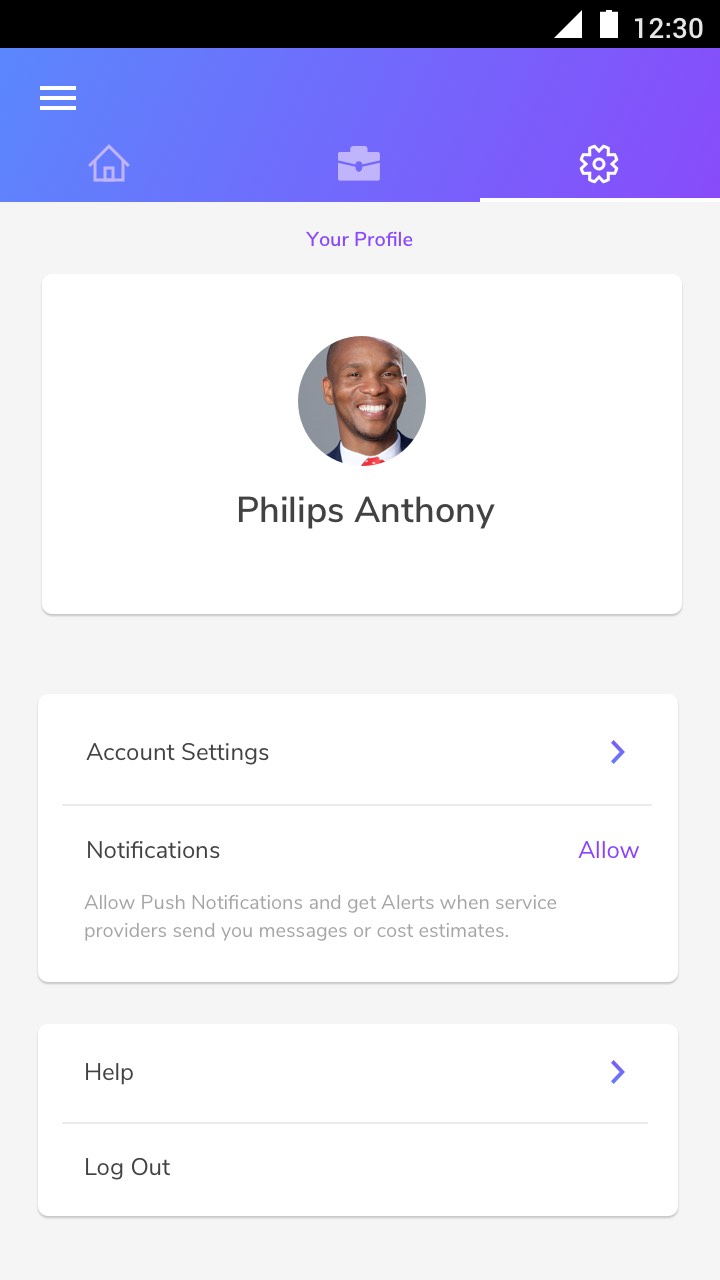 12:30
Your Profile
Philips Anthony
Account Settings
Notifications
Allow
Allow Push Notifications and get Alerts when service
providers send you messages or cost estimates.
Help
Log Out